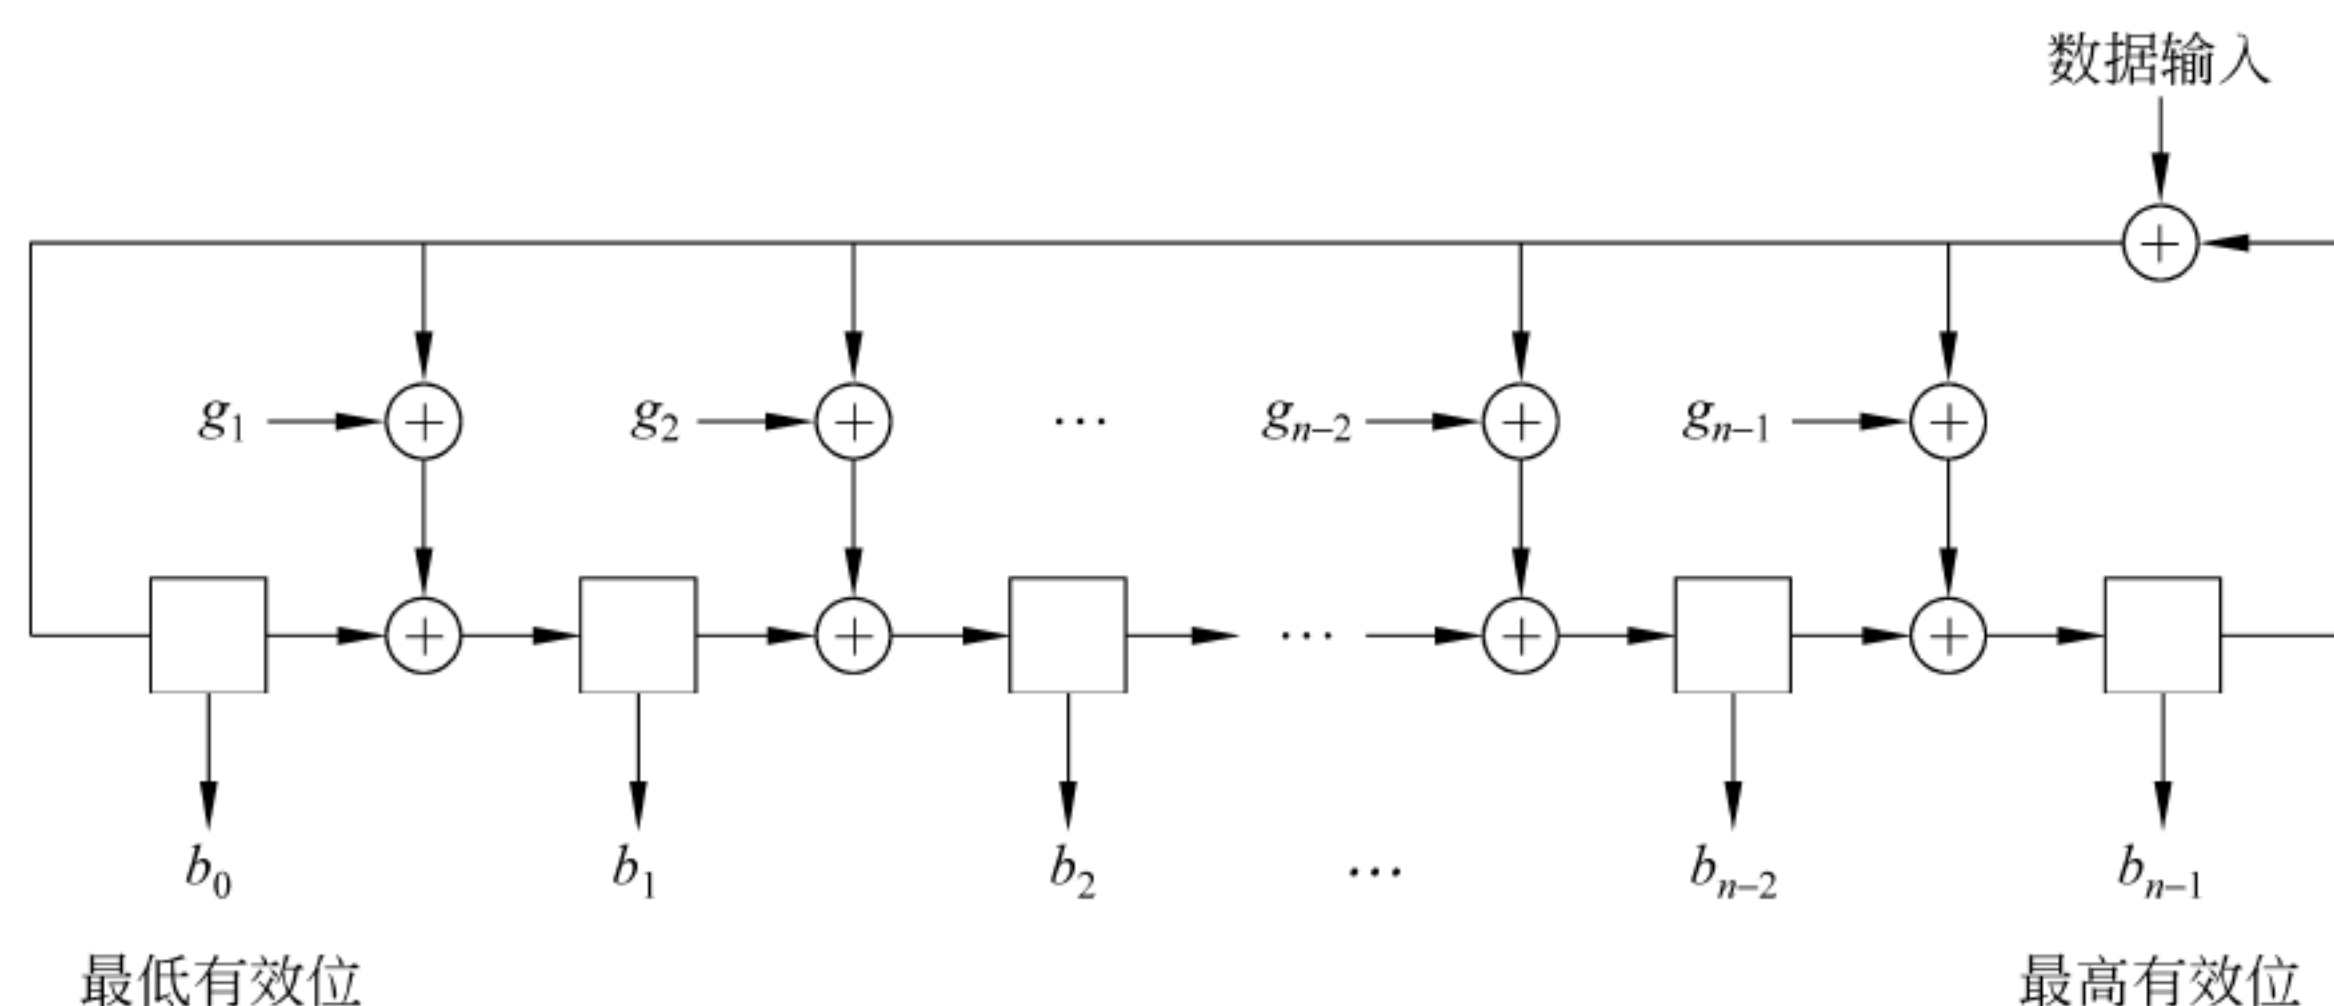 数据输入
g1 g2 … gn−2 gn−1
…
b0 b1 b2 … bn−2 bn−1
最低有效位 最高有效位